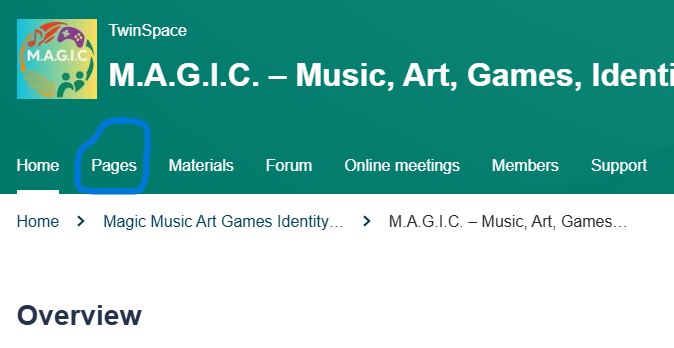 M.A.G.I.C
TwinSpace
M.A.G.I.C. – Music, Art, Games, Identi
Home Pages Materials Forum Online meetings Members Support
Home > Magic Music Art Games Identity… > M.A.G.I.C. – Music, Art, Games…
Overview